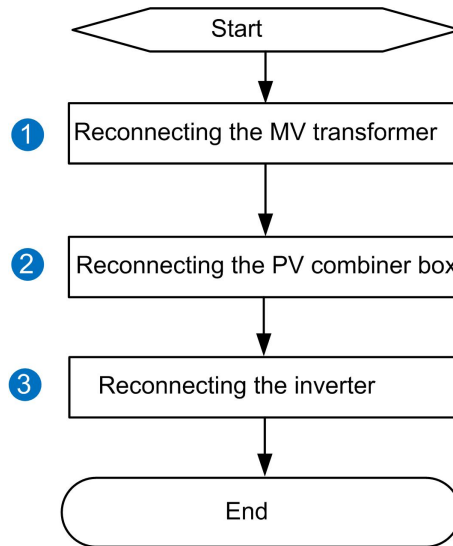 Start
1 Reconnecting the MV transformer
2 Reconnecting the PV combiner box
3 Reconnecting the inverter
End